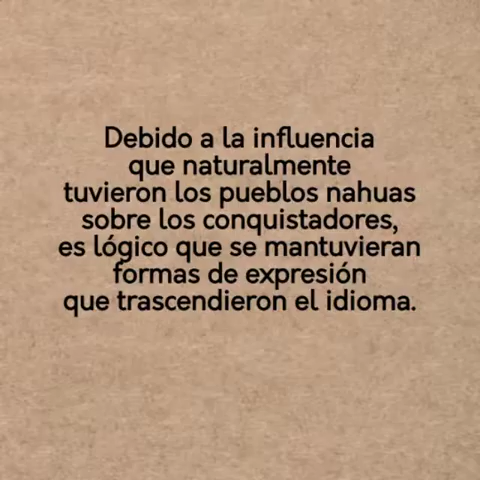 Debido a la influencia
que naturalmente
tuvieron los pueblos nahuas
sobre los conquistadores,
es lógico que se mantuvieran
formas de expresión
que trascendieron el idioma.